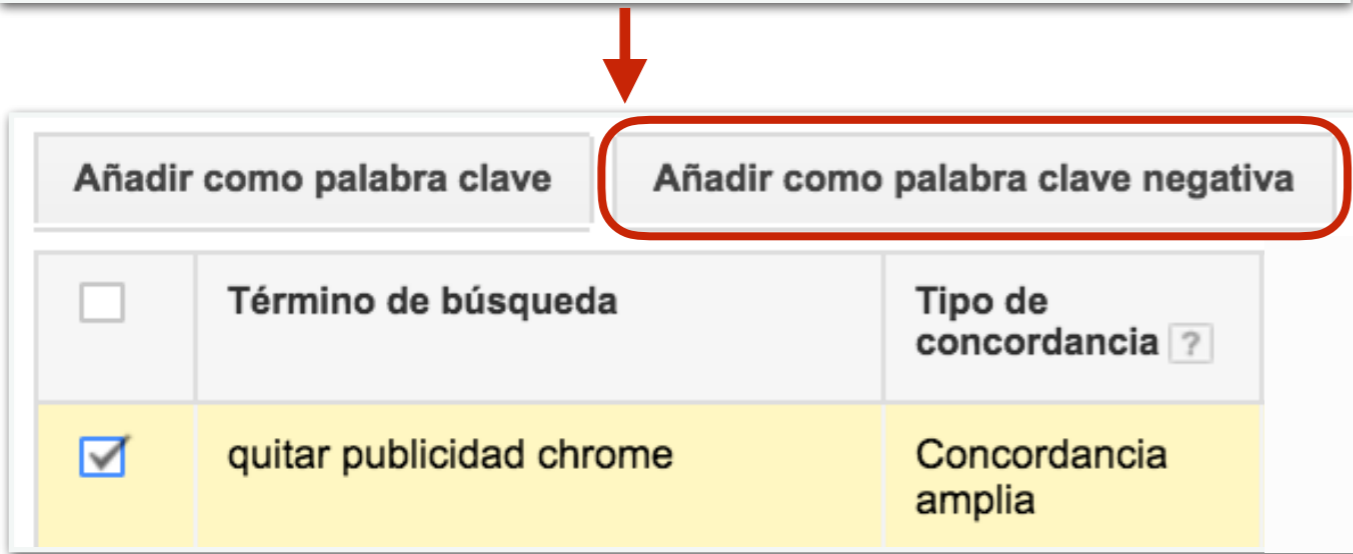 Añadir como palabra clave
Añadir como palabra clave negativa
Término de búsqueda
Tipo de
concordancia ?
quitar publicidad chrome
Concordancia
amplia